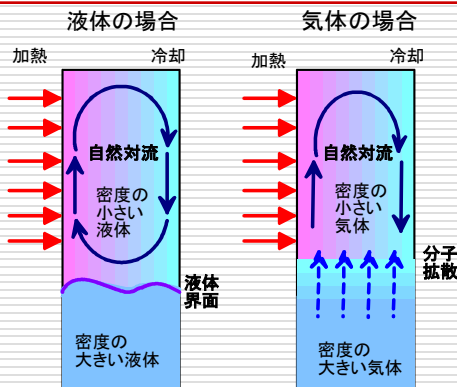 液体の場合
加熱
冷却
自然対流
密度の
小さい
液体
液体
界面
密度の
大きい液体
気体の場合
加熱
冷却
自然対流
密度の
小さい
気体
分子
拡散
密度の
大きい気体